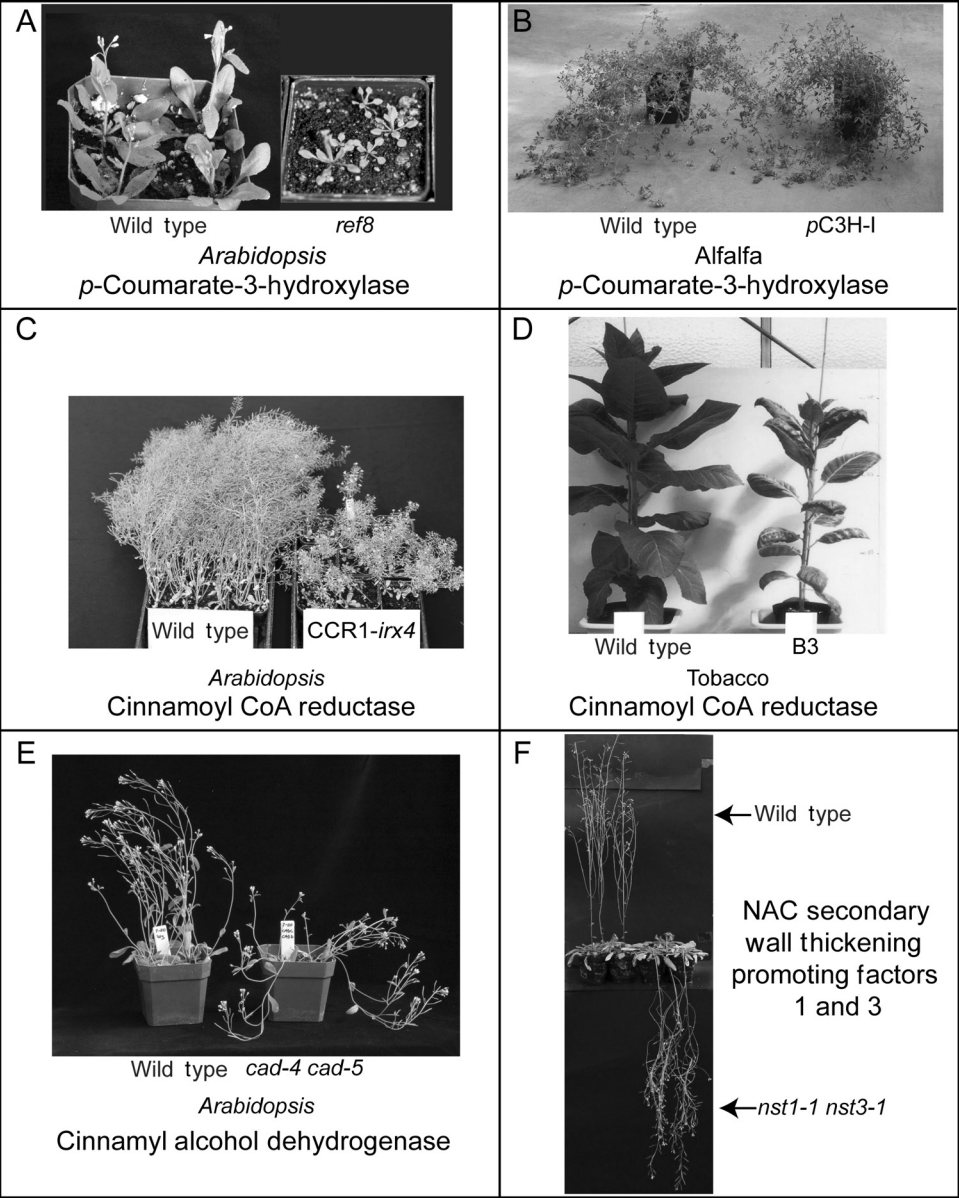 A
Wild type
ref8
Arabidopsis
p-Coumarate-3-hydroxylase
B
Wild type
pC3H-I
Alfalfa
p-Coumarate-3-hydroxylase
C
Wild type
CCR1-irx4
Arabidopsis
Cinnamoyl CoA reductase
D
Wild type
B3
Tobacco
Cinnamoyl CoA reductase
E
Wild type
cad-4 cad-5
Arabidopsis
Cinnamyl alcohol dehydrogenase
F
Wild type
NAC secondary
wall thickening
promoting factors
1 and 3
nst1-1 nst3-1